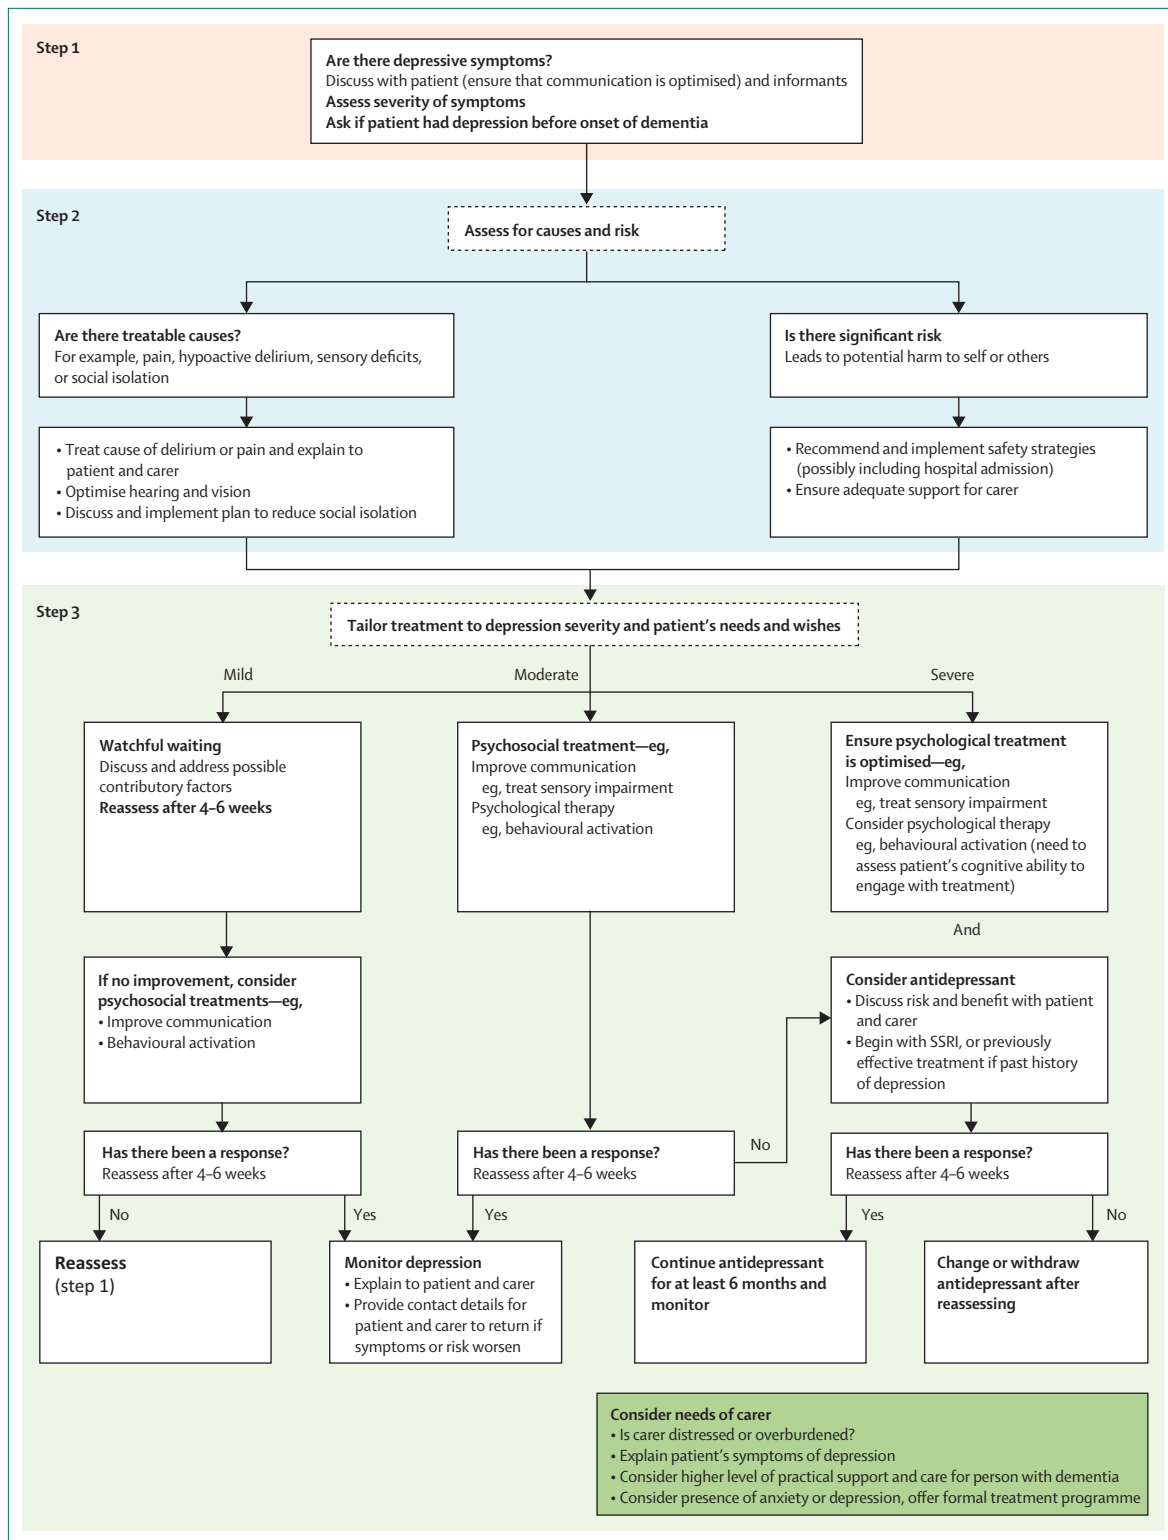 Step 1
Are there depressive symptoms?
Discuss with patient (ensure that communication is optimised) and informants
Assess severity of symptoms
Ask if patient had depression before onset of dementia
Step 2
Assess for causes and risk
Are there treatable causes?
For example, pain, hypoactive delirium, sensory deficits,
or social isolation
Is there significant risk
Leads to potential harm to self or others
• Treat cause of delirium or pain and explain to
patient and carer
• Optimise hearing and vision
• Discuss and implement plan to reduce social isolation
• Recommend and implement safety strategies
(possibly including hospital admission)
• Ensure adequate support for carer
Step 3
Tailor treatment to depression severity and patient's needs and wishes
Mild
Moderate
Severe
Watchful waiting
Discuss and address possible
contributory factors
Reassess after 4–6 weeks
Psychosocial treatment—eg,
Improve communication
eg, treat sensory impairment
Psychological therapy
eg, behavioural activation
Ensure psychological treatment
is optimised—eg,
Improve communication
eg, treat sensory impairment
Consider psychological therapy
eg, behavioural activation (need to
assess patient's cognitive ability to
engage with treatment)
And
If no improvement, consider
psychosocial treatments—eg,
• Improve communication
• Behavioural activation
Consider antidepressant
• Discuss risk and benefit with patient
and carer
• Begin with SSRI, or previously
effective treatment if past history
of depression
Has there been a response?
Reassess after 4–6 weeks
Has there been a response?
Reassess after 4–6 weeks
No
Has there been a response?
Reassess after 4–6 weeks
No
Yes
Yes
Yes
No
Reassess
(step 1)
Monitor depression
• Explain to patient and carer
• Provide contact details for
patient and carer to return if
symptoms or risk worsen
Continue antidepressant
for at least 6 months and
monitor
Change or withdraw
antidepressant after
reassessing
Consider needs of carer
• Is carer distressed or overburdened?
• Explain patient's symptoms of depression
• Consider higher level of practical support and care for person with dementia
• Consider presence of anxiety or depression, offer formal treatment programme